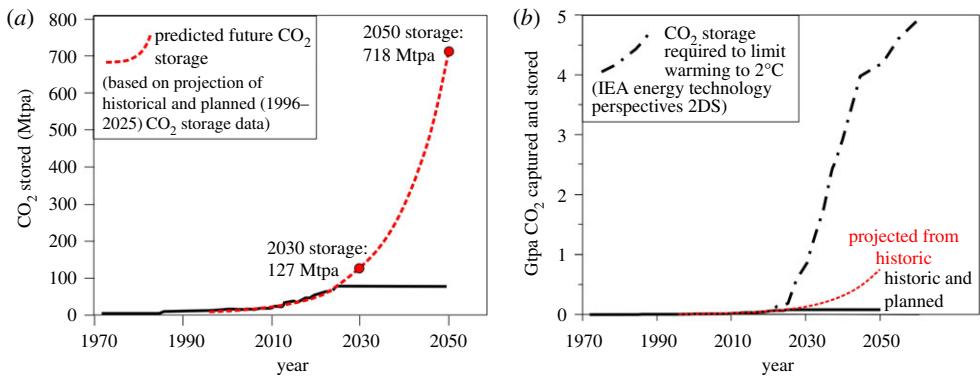 (a)
800
700
600
500
400
300
200
100
0
CO2 stored (Mtpa)
predicted future CO2
storage
(based on projection of
historical and planned (1996–
2025) CO2 storage data)
2050 storage:
718 Mtpa
2030 storage:
127 Mtpa
1970 1990 2010 2030 2050
year
(b)
5
4
3
2
1
0
Gtpa CO2 captured and stored
CO2 storage
required to limit
warming to 2°C
(IEA energy technology
perspectives 2DS)
projected from
historic
historic and
planned
1970 1990 2010 2030 2050
year